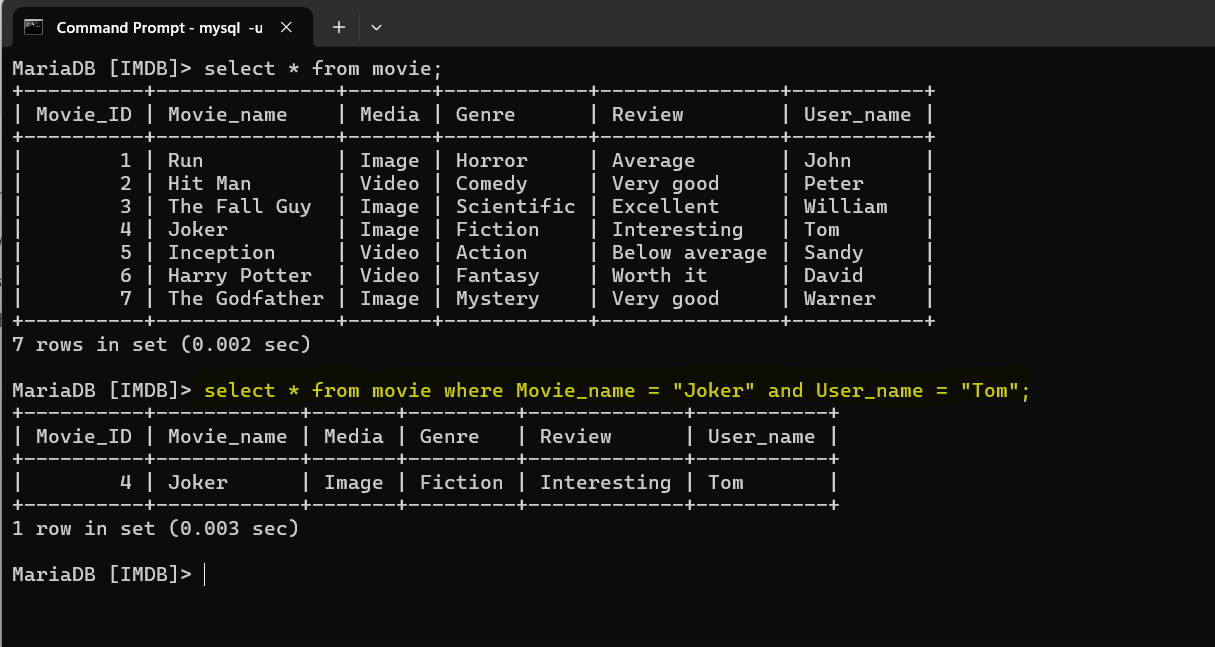 Command Prompt - mysql -u
MariaDB [IMDB]> select * from movie;
+----------+---------------+-------+------------+---------------+-----------+
| Movie_ID | Movie_name    | Media | Genre      | Review        | User_name |
+----------+---------------+-------+------------+---------------+-----------+
|        1 | Run           | Image | Horror     | Average       | John      |
|        2 | Hit Man       | Video | Comedy     | Very good     | Peter     |
|        3 | The Fall Guy  | Image | Scientific | Excellent     | William   |
|        4 | Joker         | Image | Fiction    | Interesting   | Tom       |
|        5 | Inception     | Video | Action     | Below average | Sandy     |
|        6 | Harry Potter  | Video | Fantasy    | Worth it      | David     |
|        7 | The Godfather | Image | Mystery    | Very good     | Warner    |
+----------+---------------+-------+------------+---------------+-----------+
7 rows in set (0.002 sec)
MariaDB [IMDB]> select * from movie where Movie_name = "Joker" and User_name = "Tom";
+----------+------------+-------+---------+-------------+-----------+
| Movie_ID | Movie_name | Media | Genre   | Review      | User_name |
+----------+------------+-------+---------+-------------+-----------+
|        4 | Joker      | Image | Fiction | Interesting | Tom       |
+----------+------------+-------+---------+-------------+-----------+
1 row in set (0.003 sec)
MariaDB [IMDB]>